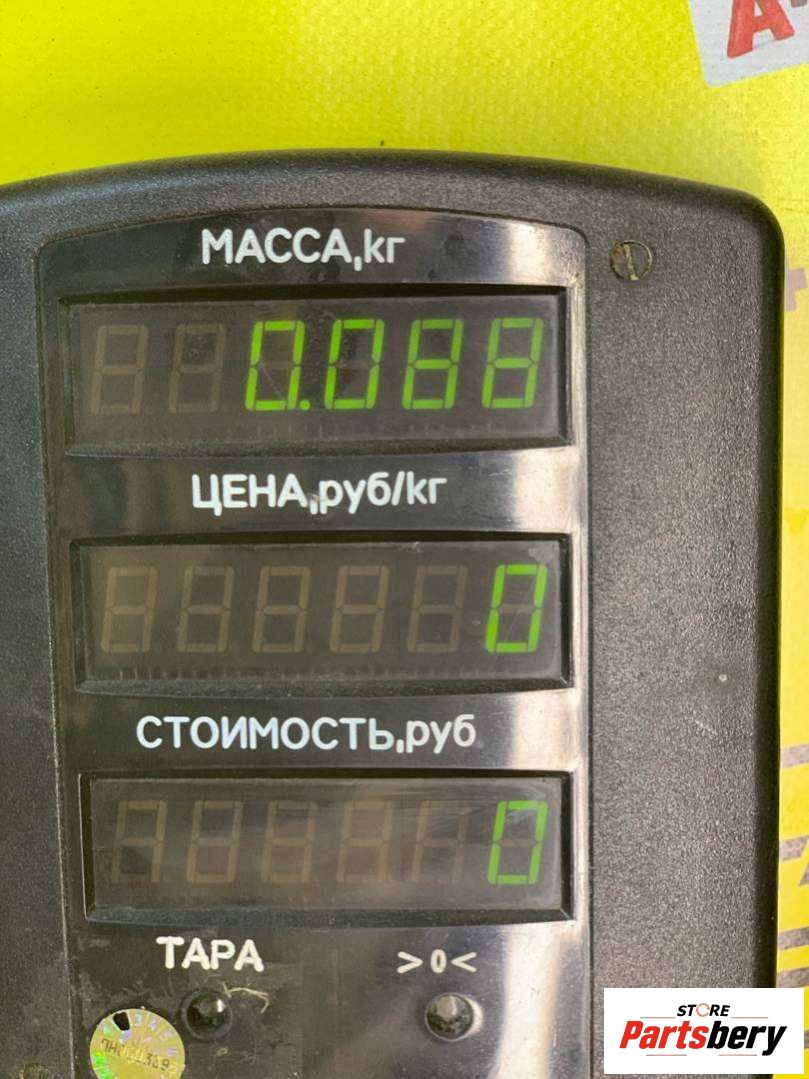 МАССА,кг
0.088
ЦЕНА,руб/кг
0
СТОИМОСТЬ,руб
0
ТАРА >0<
STORE
Partsbery